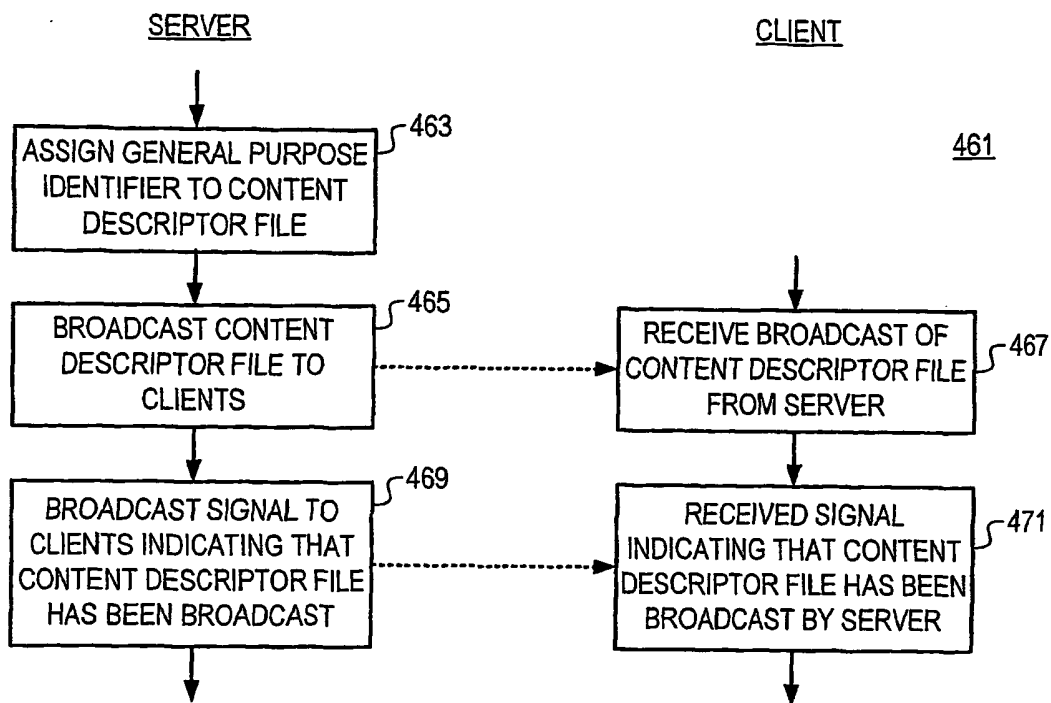 SERVER
CLIENT
463
ASSIGN GENERAL PURPOSE
IDENTIFIER TO CONTENT
DESCRIPTOR FILE
461
465
BROADCAST CONTENT
DESCRIPTOR FILE TO
CLIENTS
RECEIVE BROADCAST OF
CONTENT DESCRIPTOR FILE
FROM SERVER
467
469
BROADCAST SIGNAL TO
CLIENTS INDICATING THAT
CONTENT DESCRIPTOR FILE
HAS BEEN BROADCAST
RECEIVED SIGNAL
INDICATING THAT CONTENT
DESCRIPTOR FILE HAS BEEN
BROADCAST BY SERVER
471